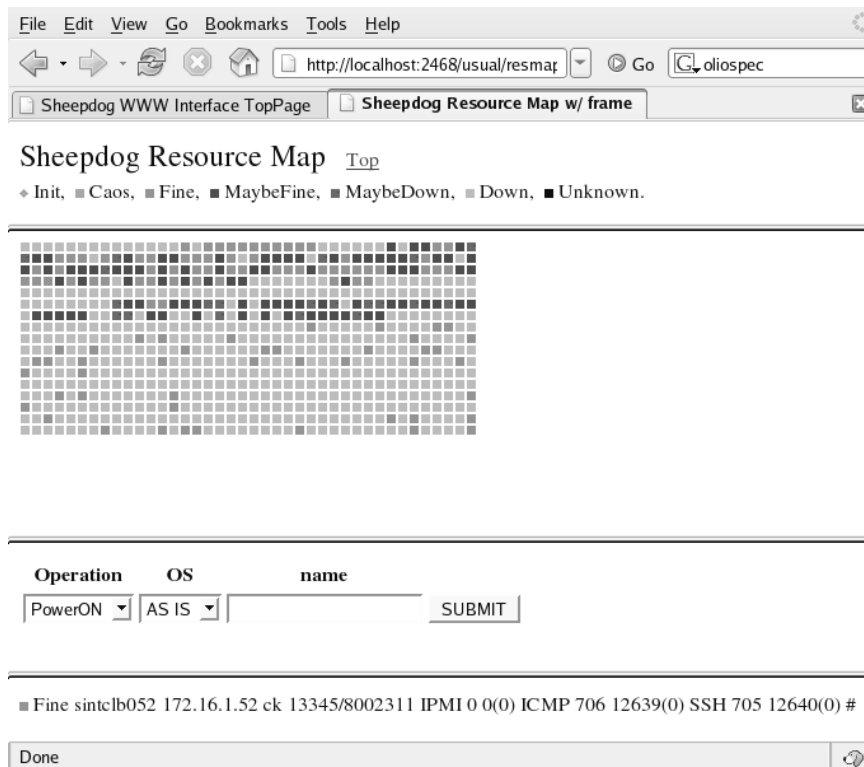 File Edit View Go Bookmarks Tools Help
http://localhost:2468/usual/resmap Go oliospec
Sheepdog WWW Interface TopPage Sheepdog Resource Map w/ frame
Sheepdog Resource Map Top
Init, Caos, Fine, MaybeFine, MaybeDown, Down, Unknown.
Operation OS name
PowerON AS IS SUBMIT
Fine sintclb052 172.16.1.52 ck 13345/8002311 IPMI 0 0(0) ICMP 706 12639(0) SSH 705 12640(0) #
Done